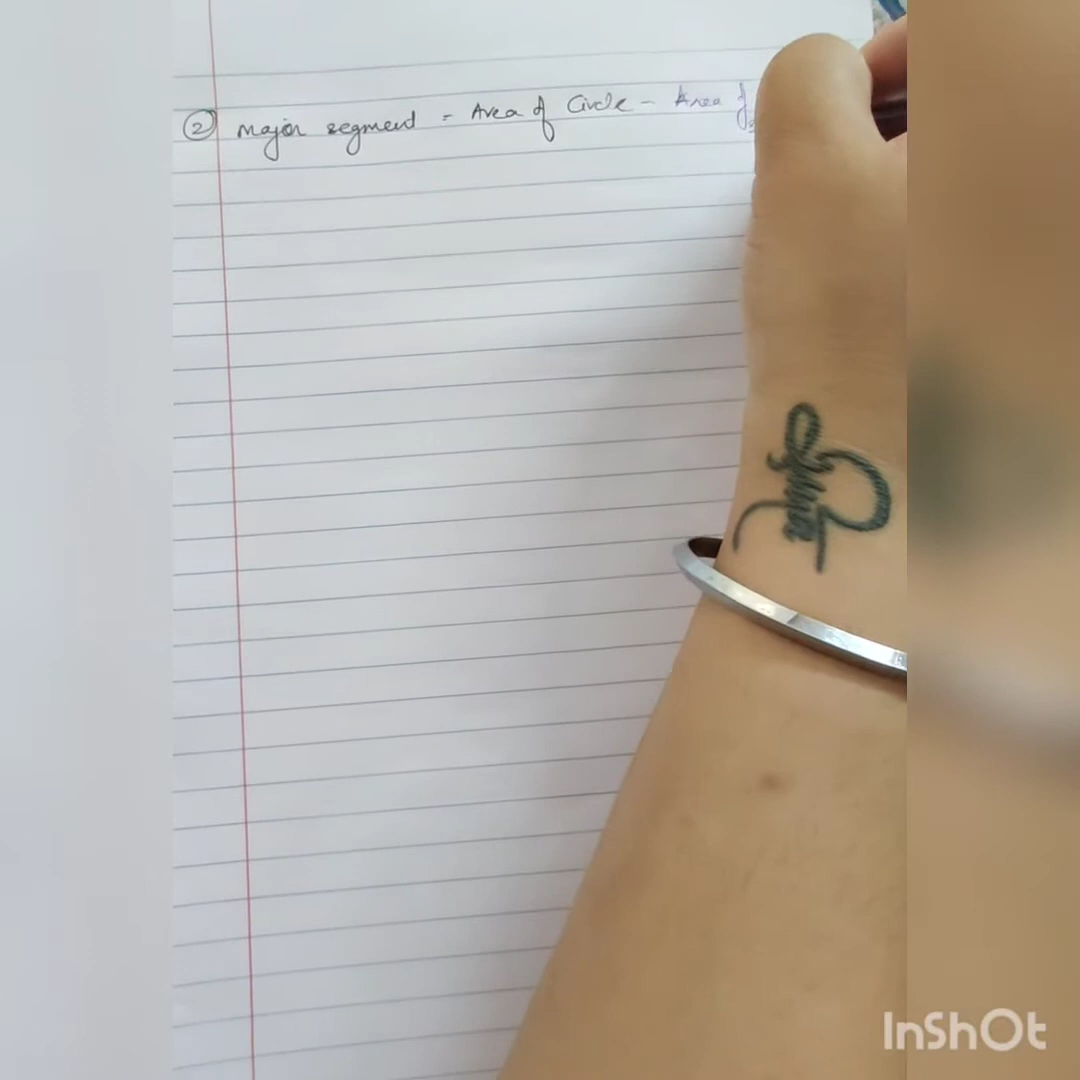 ② Major segment = Area of Circle - Area of
InShOt